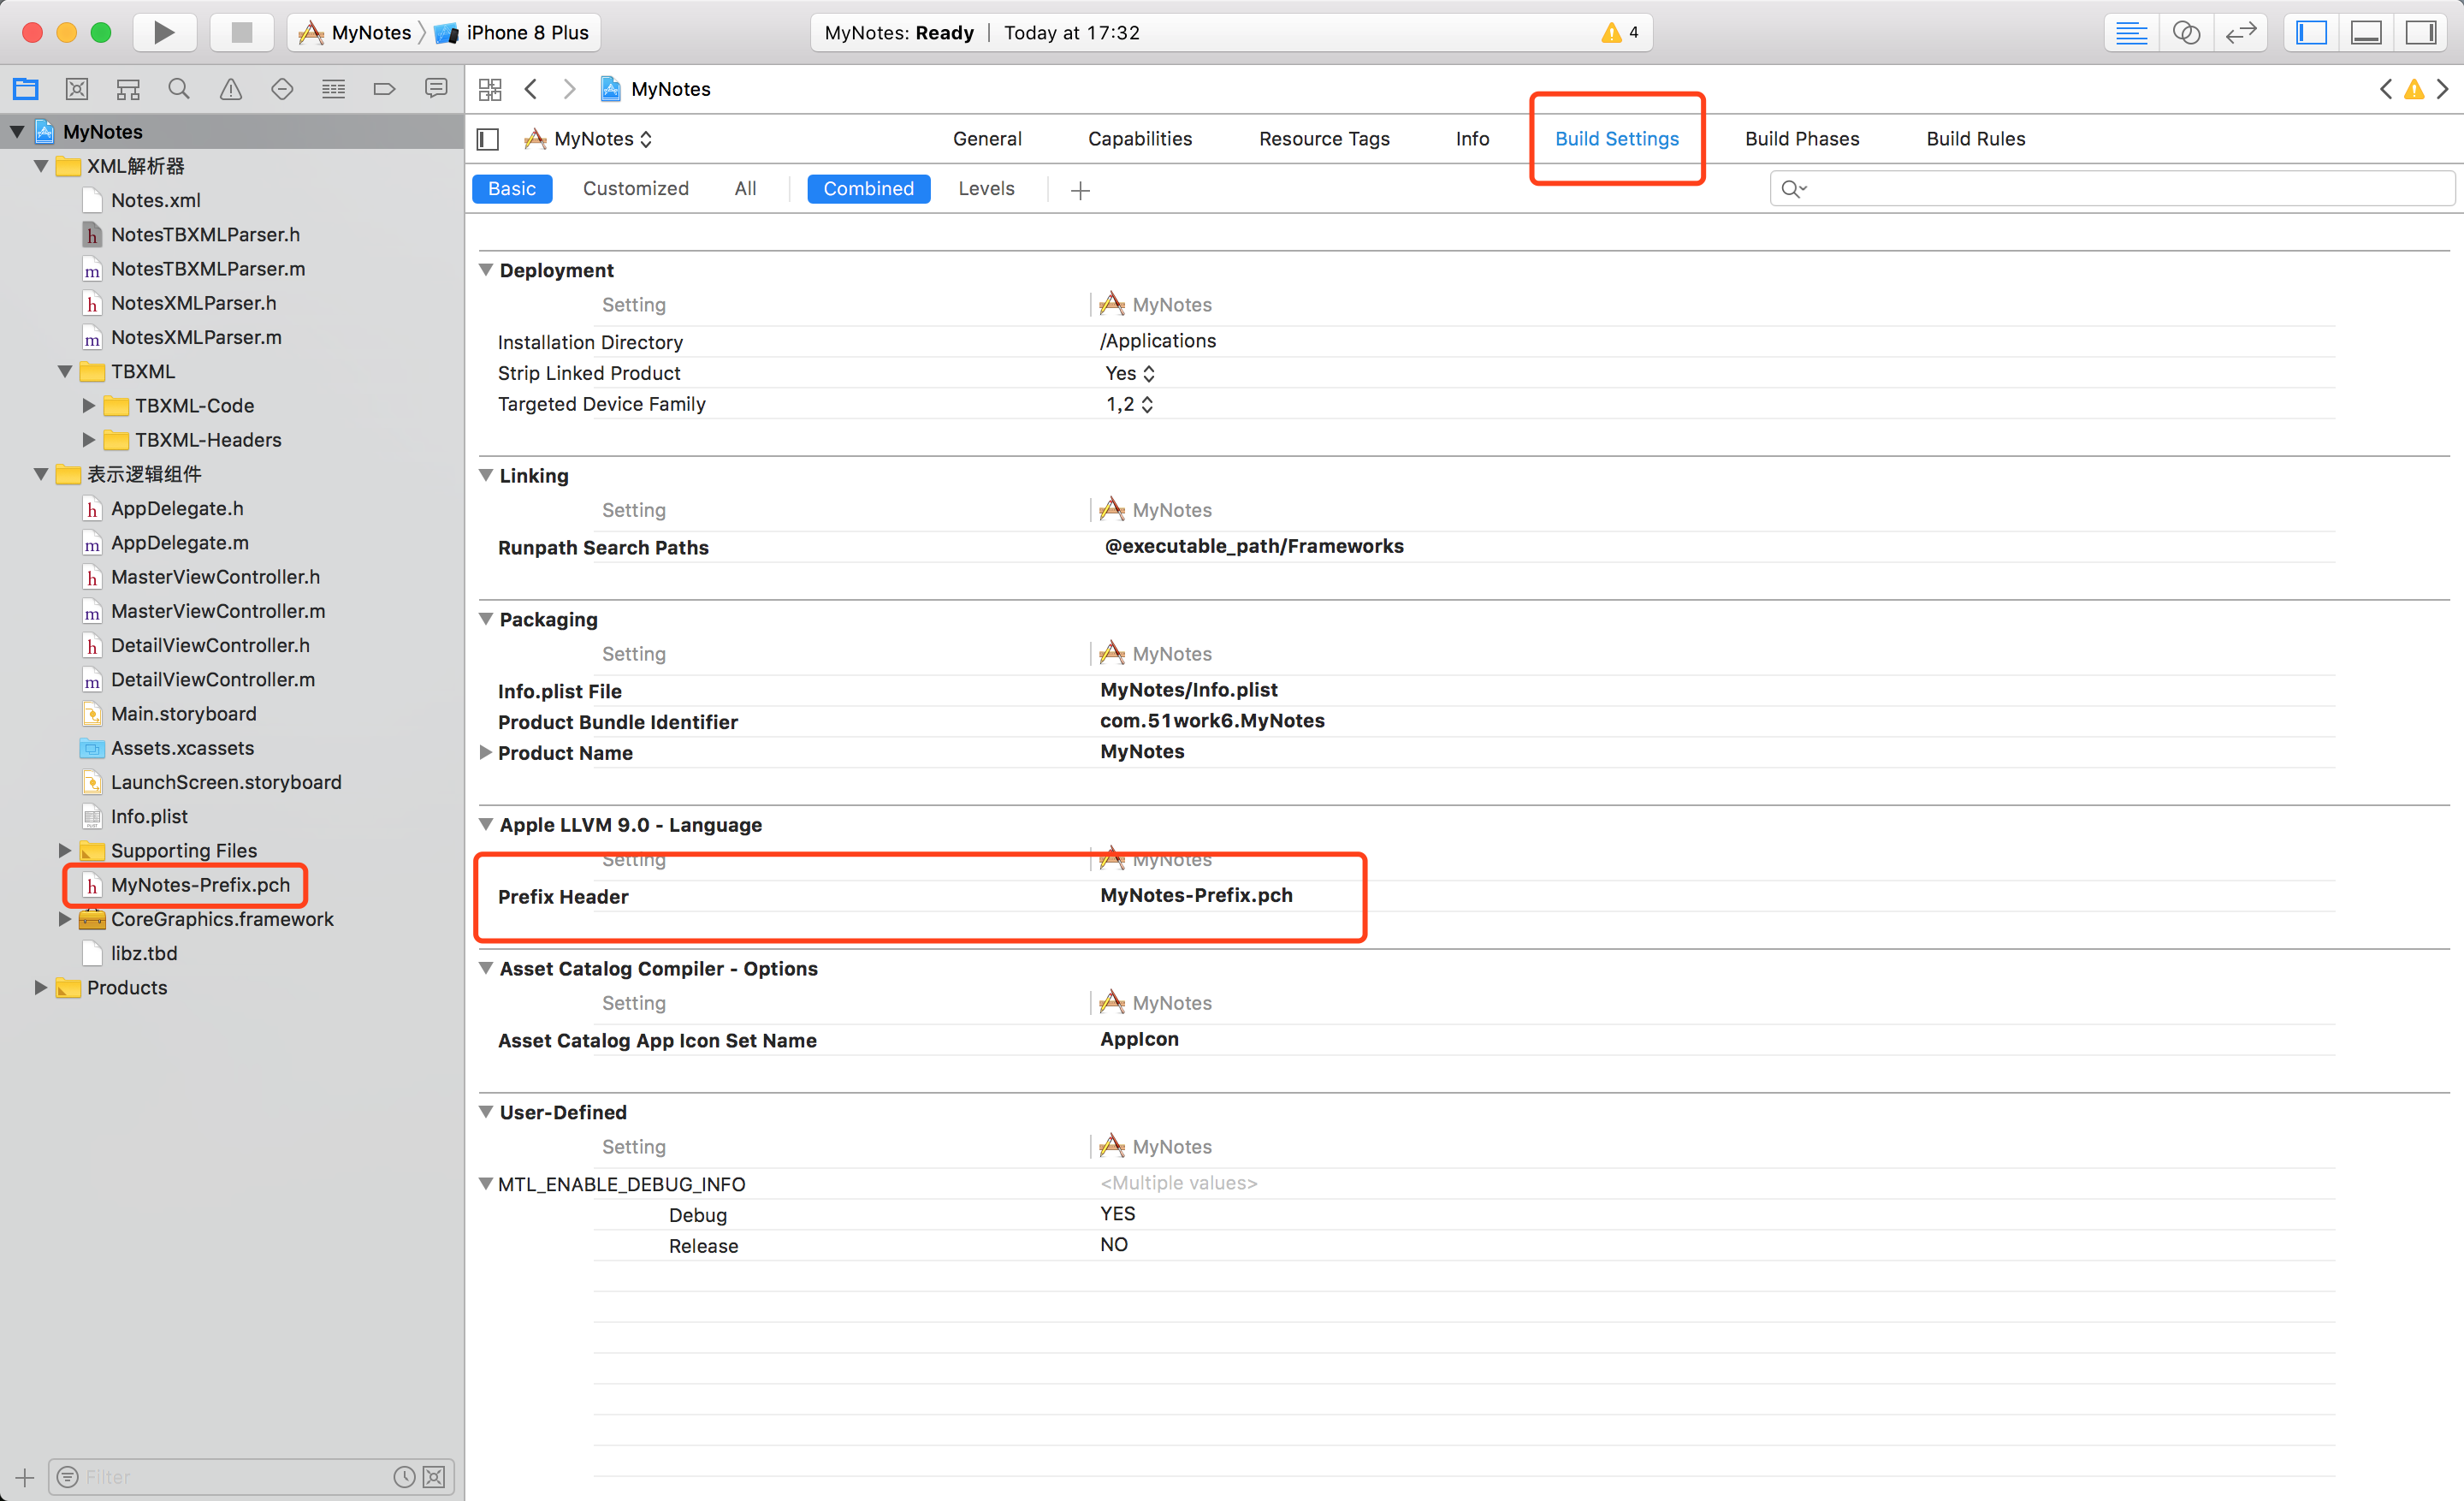 MyNotes iPhone 8 Plus
MyNotes: Ready | Today at 17:32
4
MyNotes
MyNotes
General Capabilities Resource Tags Info Build Settings Build Phases Build Rules
Basic Customized All Combined Levels
MyNotes
XML解析器
Notes.xml
NotesTBXMLParser.h
NotesTBXMLParser.m
NotesXMLParser.h
NotesXMLParser.m
TBXML
TBXML-Code
TBXML-Headers
表示逻辑组件
AppDelegate.h
AppDelegate.m
MasterViewController.h
MasterViewController.m
DetailViewController.h
DetailViewController.m
Main.storyboard
Assets.xcassets
LaunchScreen.storyboard
Info.plist
Supporting Files
MyNotes-Prefix.pch
CoreGraphics.framework
libz.tbd
Products
Filter
Deployment
Setting MyNotes
Installation Directory /Applications
Strip Linked Product Yes
Targeted Device Family 1,2
Linking
Setting MyNotes
Runpath Search Paths @executable_path/Frameworks
Packaging
Setting MyNotes
Info.plist File MyNotes/Info.plist
Product Bundle Identifier com.51work6.MyNotes
Product Name MyNotes
Apple LLVM 9.0 - Language
Setting MyNotes
Prefix Header MyNotes-Prefix.pch
Asset Catalog Compiler - Options
Setting MyNotes
Asset Catalog App Icon Set Name AppIcon
User-Defined
Setting MyNotes
MTL_ENABLE_DEBUG_INFO <Multiple values>
Debug YES
Release NO